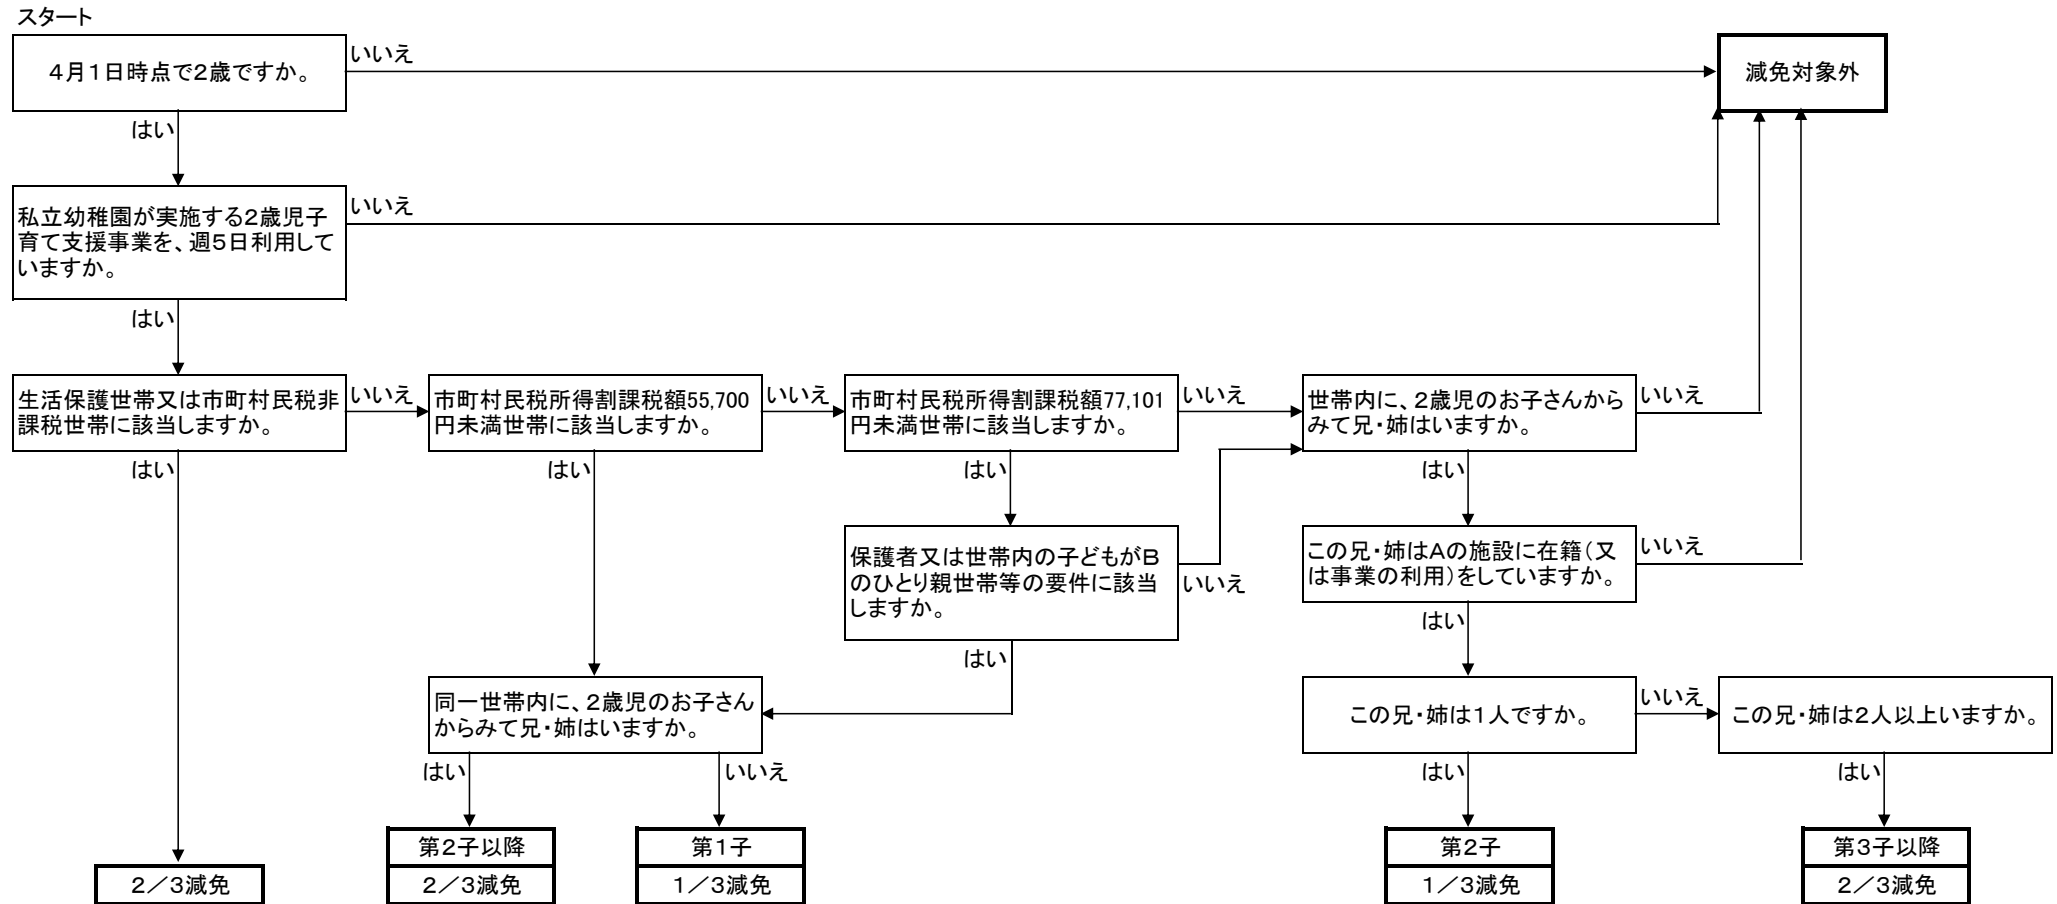 スタート
4月1日時点で2歳ですか。
いいえ
減免対象外
はい
私立幼稚園が実施する2歳児子
育て支援事業を、週5日利用して
いますか。
いいえ
はい
生活保護世帯又は市町村民税非
課税世帯に該当しますか。
いいえ
市町村民税所得割課税額55,700
円未満世帯に該当しますか。
いいえ
市町村民税所得割課税額77,101
円未満世帯に該当しますか。
いいえ
世帯内に、2歳児のお子さんから
みて兄・姉はいますか。
いいえ
はい
はい
はい
はい
保護者又は世帯内の子どもがB
のひとり親世帯等の要件に該当
しますか。
いいえ
この兄・姉はAの施設に在籍(又
は事業の利用)をしていますか。
いいえ
はい
はい
同一世帯内に、2歳児のお子さん
からみて兄・姉はいますか。
この兄・姉は1人ですか。
いいえ
この兄・姉は2人以上いますか。
はい
いいえ
はい
はい
第2子以降
第1子
第2子
第3子以降
2/3減免
2/3減免
1/3減免
1/3減免
2/3減免